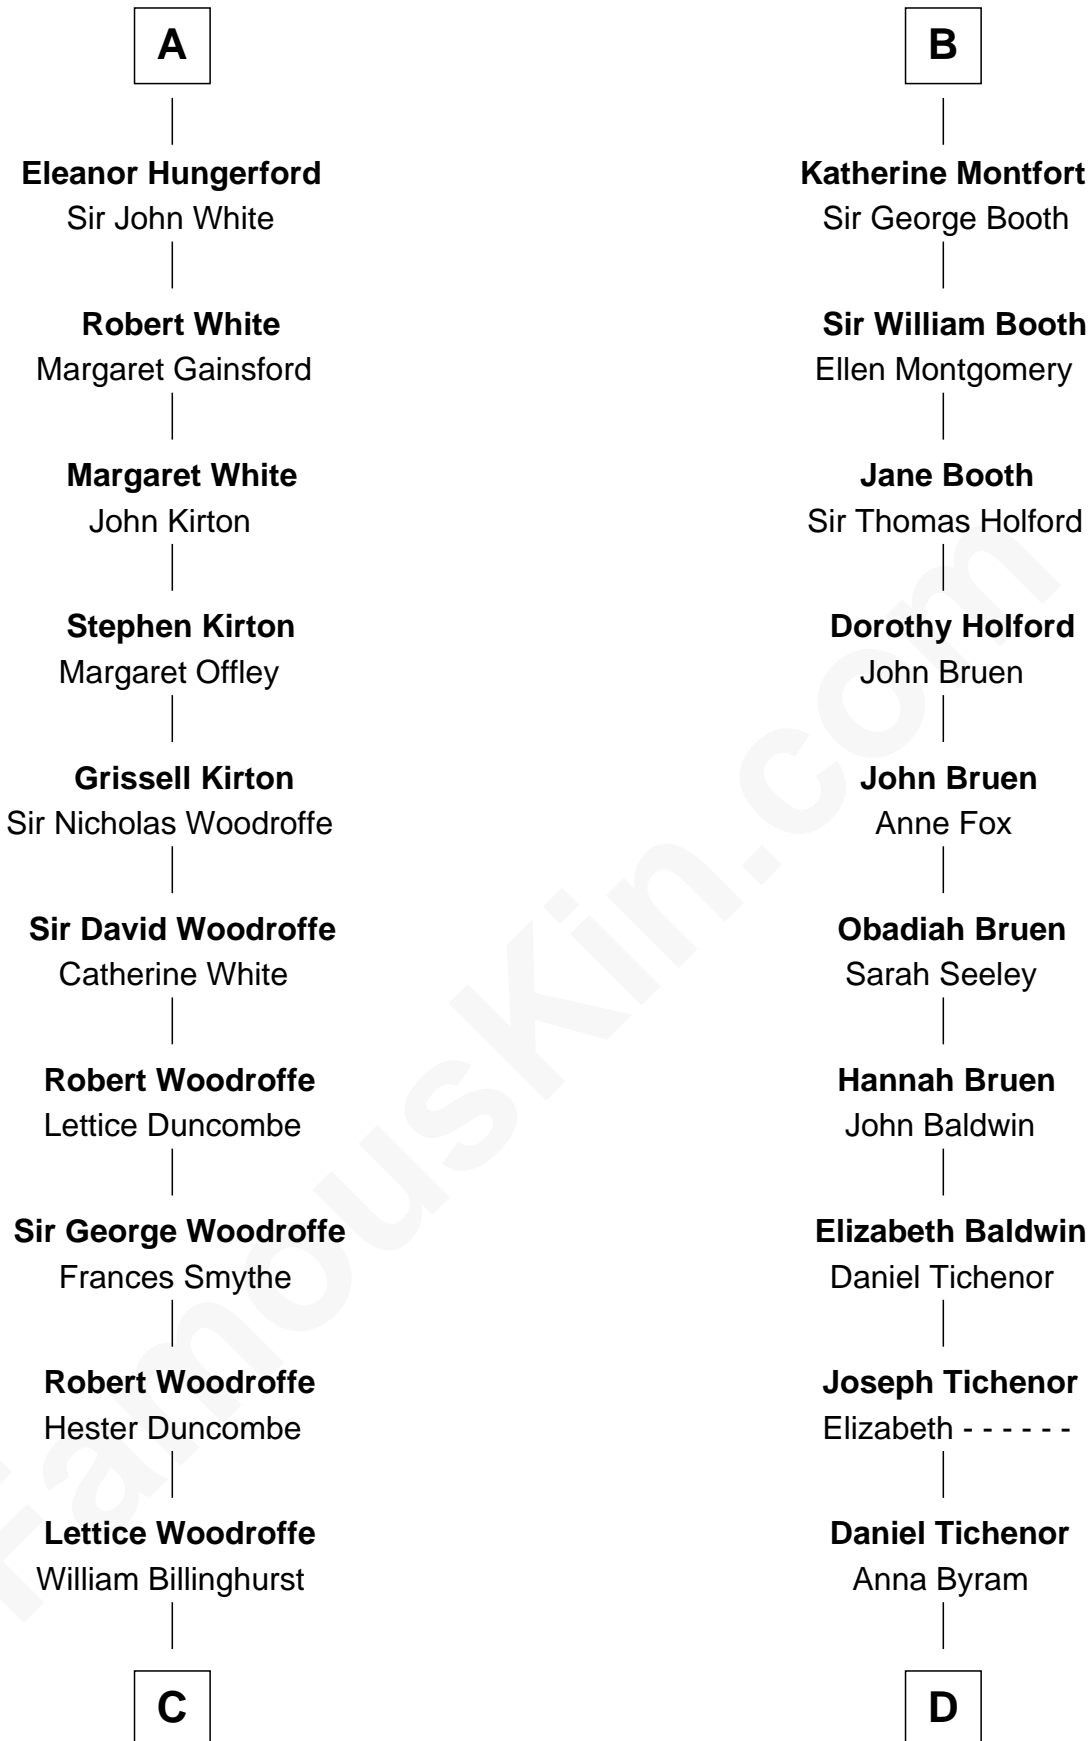 A
Eleanor Hungerford
Sir John White
Robert White
Margaret Gainsford
Margaret White
John Kirton
Stephen Kirton
Margaret Offley
Grissell Kirton
Sir Nicholas Woodroffe
Sir David Woodroffe
Catherine White
Robert Woodroffe
Lettice Duncombe
Sir George Woodroffe
Frances Smythe
Robert Woodroffe
Hester Duncombe
Lettice Woodroffe
William Billinghurst
C
B
Katherine Montfort
Sir George Booth
Sir William Booth
Ellen Montgomery
Jane Booth
Sir Thomas Holford
Dorothy Holford
John Bruen
John Bruen
Anne Fox
Obadiah Bruen
Sarah Seeley
Hannah Bruen
John Baldwin
Elizabeth Baldwin
Daniel Tichenor
Joseph Tichenor
Elizabeth - - - - - -
Daniel Tichenor
Anna Byram
D
FamousKin.com